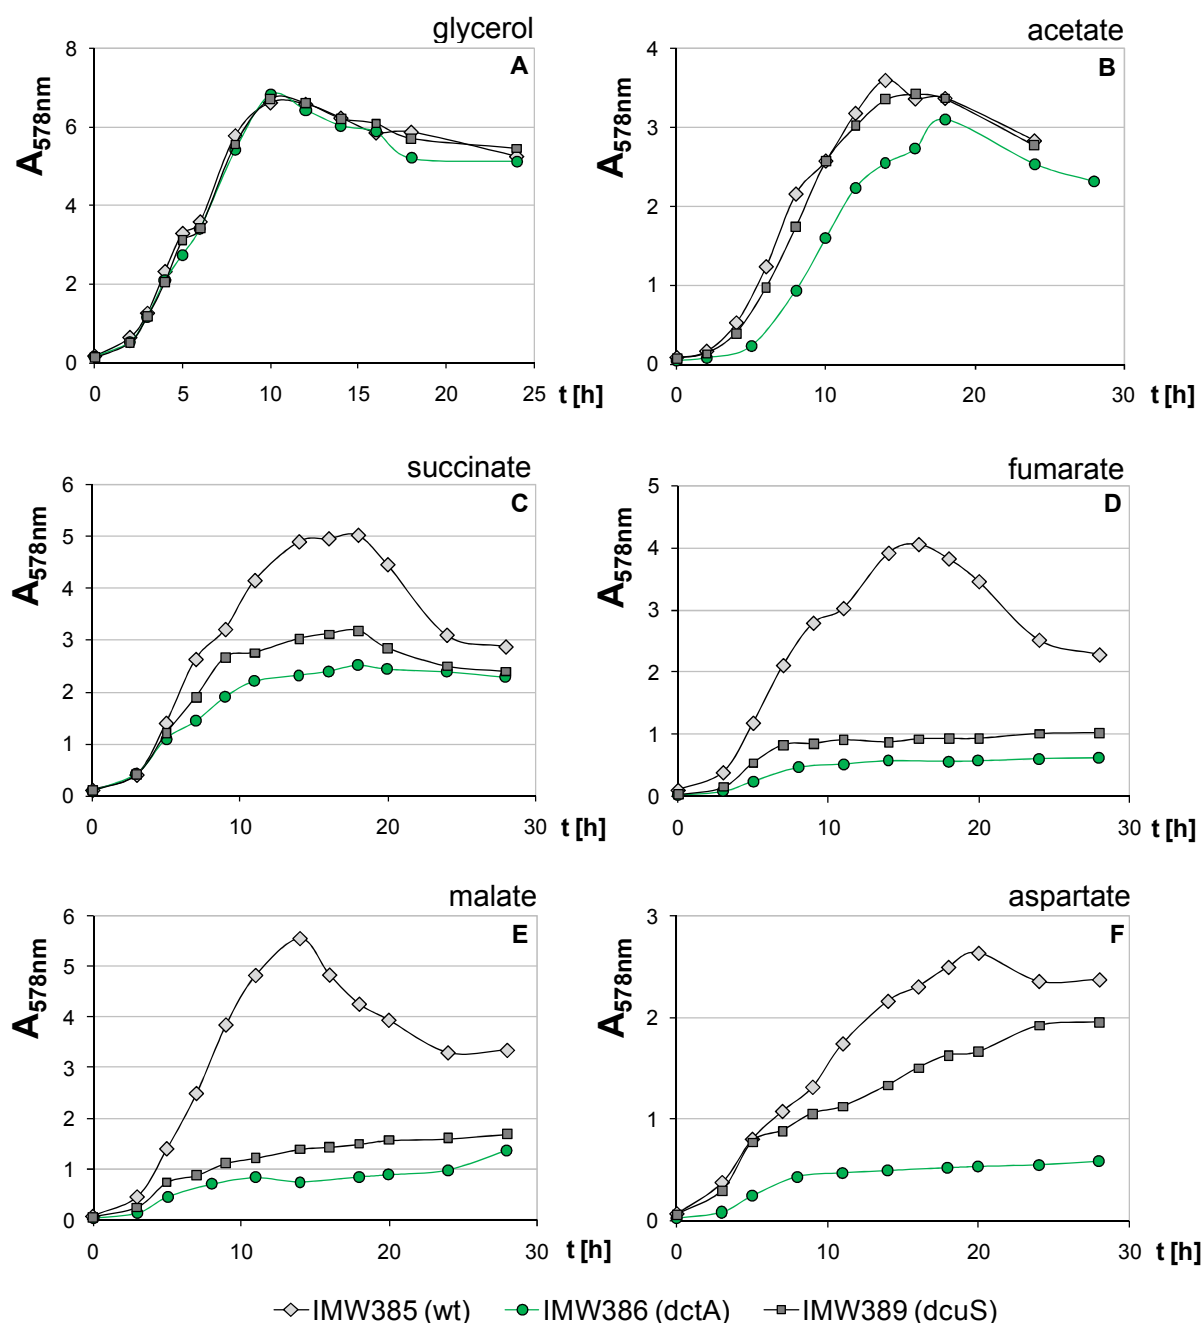 glycerol
A
A578nm
8
6
4
2
0
0 5 10 15 20 25 t [h]
acetate
B
A578nm
4
3
2
1
0
0 10 20 30 t [h]
succinate
C
A578nm
6
5
4
3
2
1
0
0 10 20 30 t [h]
fumarate
D
A578nm
5
4
3
2
1
0
0 10 20 30 t [h]
malate
E
A578nm
6
5
4
3
2
1
0
0 10 20 30 t [h]
aspartate
F
A578nm
3
2
1
0
0 10 20 30 t [h]
IMW385 (wt) IMW386 (dctA) IMW389 (dcuS)